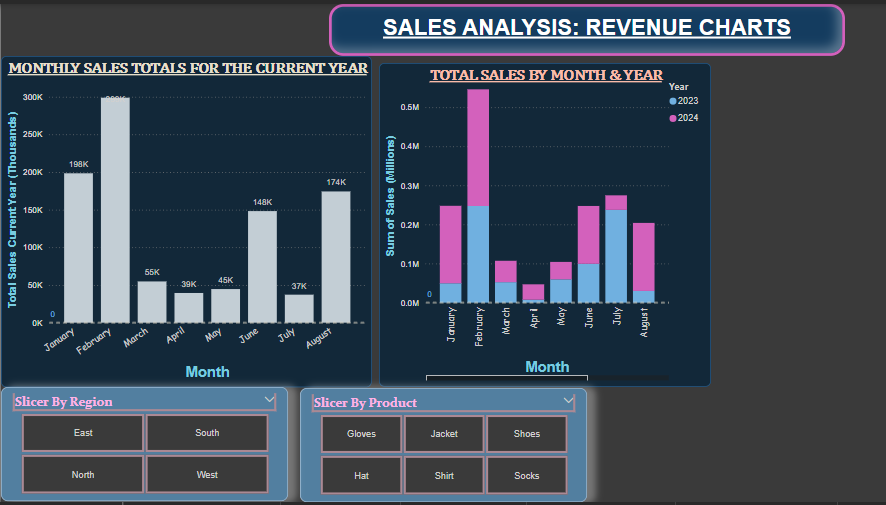 SALES ANALYSIS: REVENUE CHARTS
MONTHLY SALES TOTALS FOR THE CURRENT YEAR
Total Sales Current Year (Thousands)
300K
250K
200K
150K
100K
50K
0K
0
198K
55K
39K
45K
148K
37K
174K
January
February
March
April
May
June
July
August
Month
TOTAL SALES BY MONTH & YEAR
Year
2023
2024
Sum of Sales (Millions)
0.5M
0.4M
0.3M
0.2M
0.1M
0.0M
0
January
February
March
April
May
June
July
August
Month
Slicer By Region
East
South
North
West
Slicer By Product
Gloves
Jacket
Shoes
Hat
Shirt
Socks